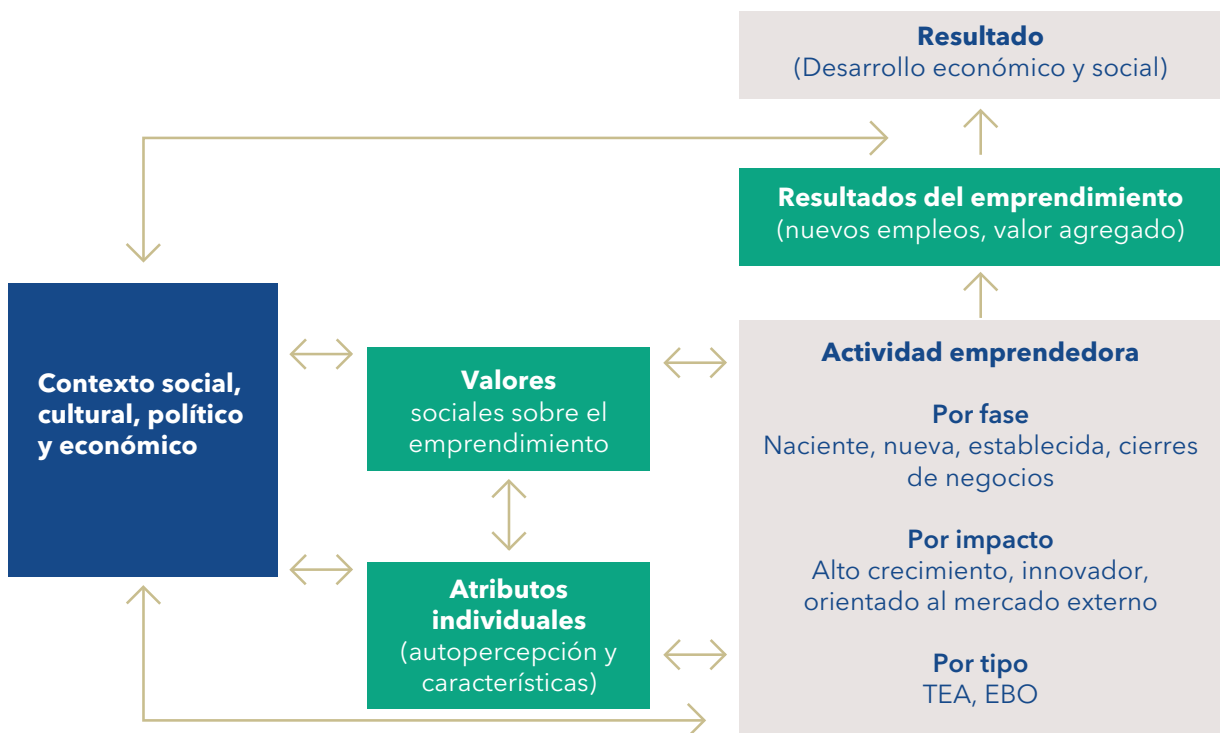 Resultado
(Desarrollo económico y social)
Resultados del emprendimiento
(nuevos empleos, valor agregado)
Contexto social,
cultural, político
y económico
Valores
sociales sobre el
emprendimiento
Atributos
individuales
(autopercepción y
características)
Actividad emprendedora
Por fase
Naciente, nueva, establecida, cierres
de negocios
Por impacto
Alto crecimiento, innovador,
orientado al mercado externo
Por tipo
TEA, EBO